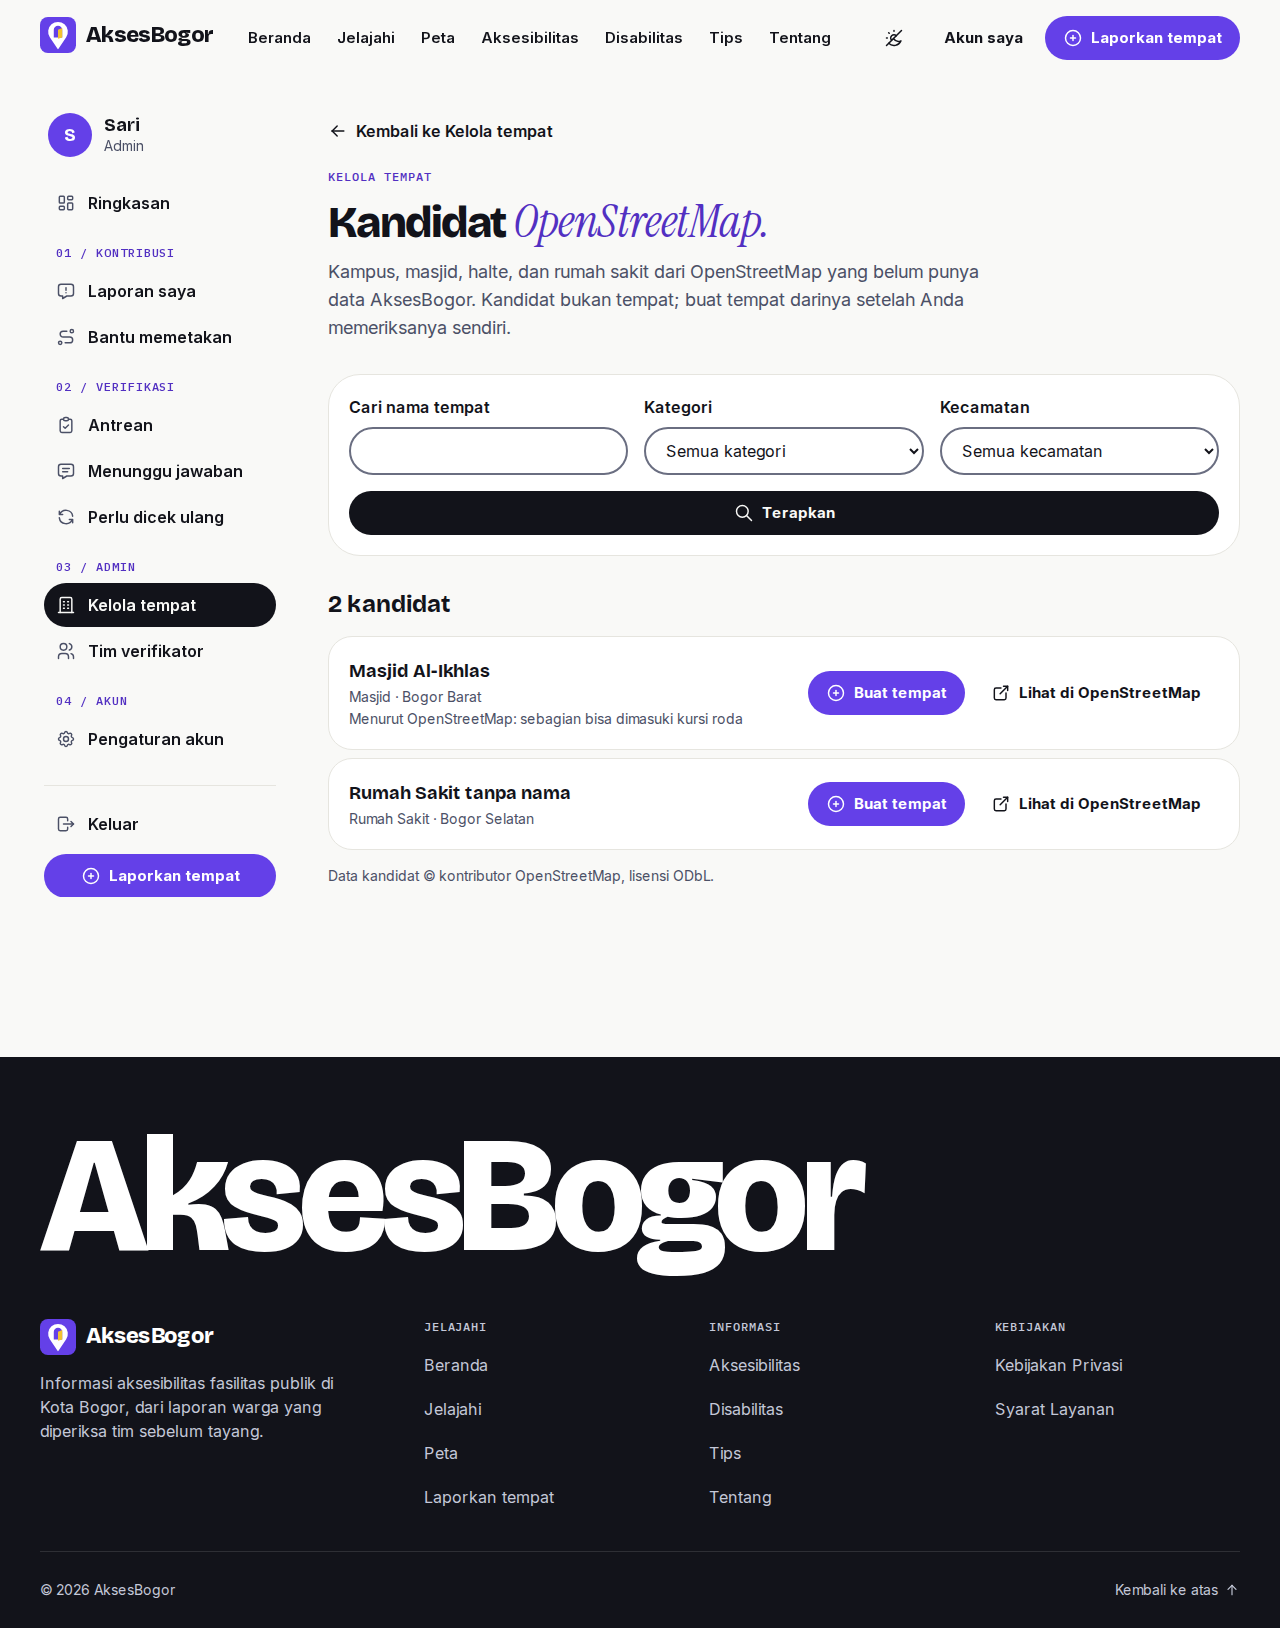 AksesBogor
Beranda
Jelajahi
Peta
Aksesibilitas
Disabilitas
Tips
Tentang
Akun saya
Laporkan tempat
S
Sari
Admin
Ringkasan
01 / KONTRIBUSI
Laporan saya
Bantu memetakan
02 / VERIFIKASI
Antrean
Menunggu jawaban
Perlu dicek ulang
03 / ADMIN
Kelola tempat
Tim verifikator
04 / AKUN
Pengaturan akun
Keluar
Laporkan tempat
Kembali ke Kelola tempat
KELOLA TEMPAT
Kandidat OpenStreetMap.
Kampus, masjid, halte, dan rumah sakit dari OpenStreetMap yang belum punya
data AksesBogor. Kandidat bukan tempat; buat tempat darinya setelah Anda
memeriksanya sendiri.
Cari nama tempat
Kategori
Semua kategori
Kecamatan
Semua kecamatan
Terapkan
2 kandidat
Masjid Al-Ikhlas
Masjid · Bogor Barat
Menurut OpenStreetMap: sebagian bisa dimasuki kursi roda
Buat tempat
Lihat di OpenStreetMap
Rumah Sakit tanpa nama
Rumah Sakit · Bogor Selatan
Buat tempat
Lihat di OpenStreetMap
Data kandidat © kontributor OpenStreetMap, lisensi ODbL.
AksesBogor
AksesBogor
Informasi aksesibilitas fasilitas publik di
Kota Bogor, dari laporan warga yang
diperiksa tim sebelum tayang.
JELAJAHI
Beranda
Jelajahi
Peta
Laporkan tempat
INFORMASI
Aksesibilitas
Disabilitas
Tips
Tentang
KEBIJAKAN
Kebijakan Privasi
Syarat Layanan
© 2026 AksesBogor
Kembali ke atas ↑